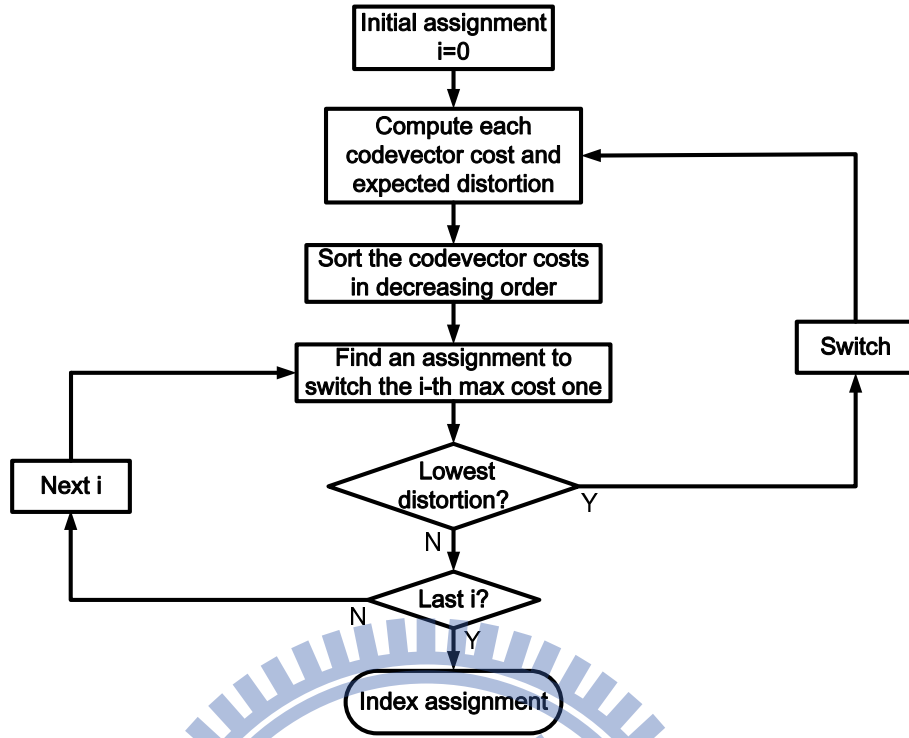 Initial assignment
i=0
Compute each
codevector cost and
expected distortion
Sort the codevector costs
in decreasing order
Find an assignment to
switch the i-th max cost one
Switch
Next i
Lowest
distortion?
Y
N
Last i?
N
Y
Index assignment